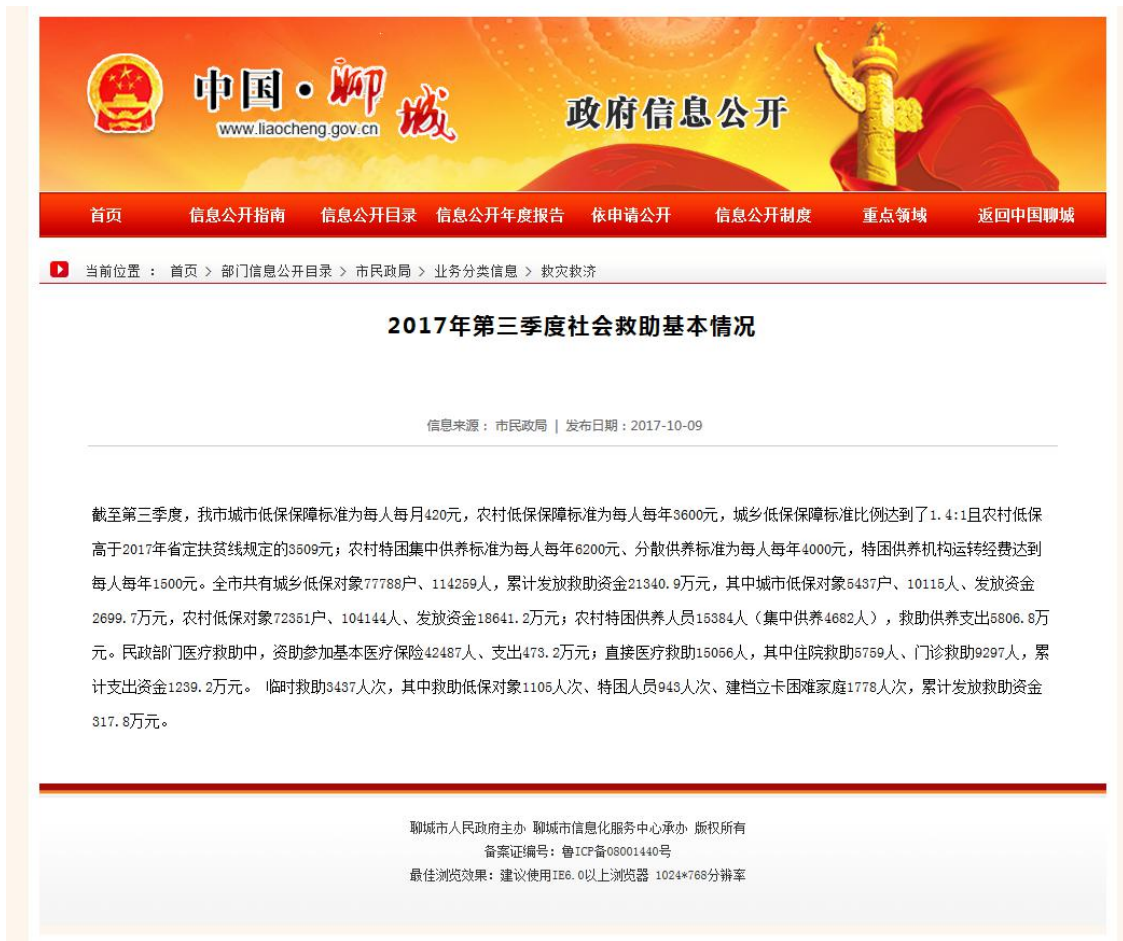 中国·聊城
www.liaocheng.gov.cn
政府信息公开
首页 信息公开指南 信息公开目录 信息公开年度报告 依申请公开 信息公开制度 重点领域 返回中国聊城
当前位置 ： 首页 > 部门信息公开目录 > 市民政局 > 业务分类信息 > 救灾救济
2017年第三季度社会救助基本情况
信息来源： 市民政局 | 发布日期：2017-10-09
截至第三季度，我市城市低保保障标准为每人每月420元，农村低保保障标准为每人每年3600元，城乡低保保障标准比例达到了1.4:1且农村低保
高于2017年省定扶贫线规定的3509元；农村特困集中供养标准为每人每年6200元、分散供养标准为每人每年4000元，特困供养机构运转经费达到
每人每年1500元。全市共有城乡低保对象77788户、114259人，累计发放救助资金21340.9万元，其中城市低保对象5437户、10115人、发放资金
2699.7万元，农村低保对象72351户、104144人、发放资金18641.2万元；农村特困供养人员15384人（集中供养4682人），救助供养支出5806.8万
元。民政部门医疗救助中，资助参加基本医疗保险42487人、支出473.2万元；直接医疗救助15056人，其中住院救助5759人、门诊救助9297人，累
计支出资金1239.2万元。 临时救助3437人次，其中救助低保对象1105人次、特困人员943人次、建档立卡困难家庭1778人次，累计发放救助资金
317.8万元。
聊城市人民政府主办 聊城市信息化服务中心承办 版权所有
备案证编号：鲁ICP备08001440号
最佳浏览效果：建议使用IE6.0以上浏览器 1024*768分辨率